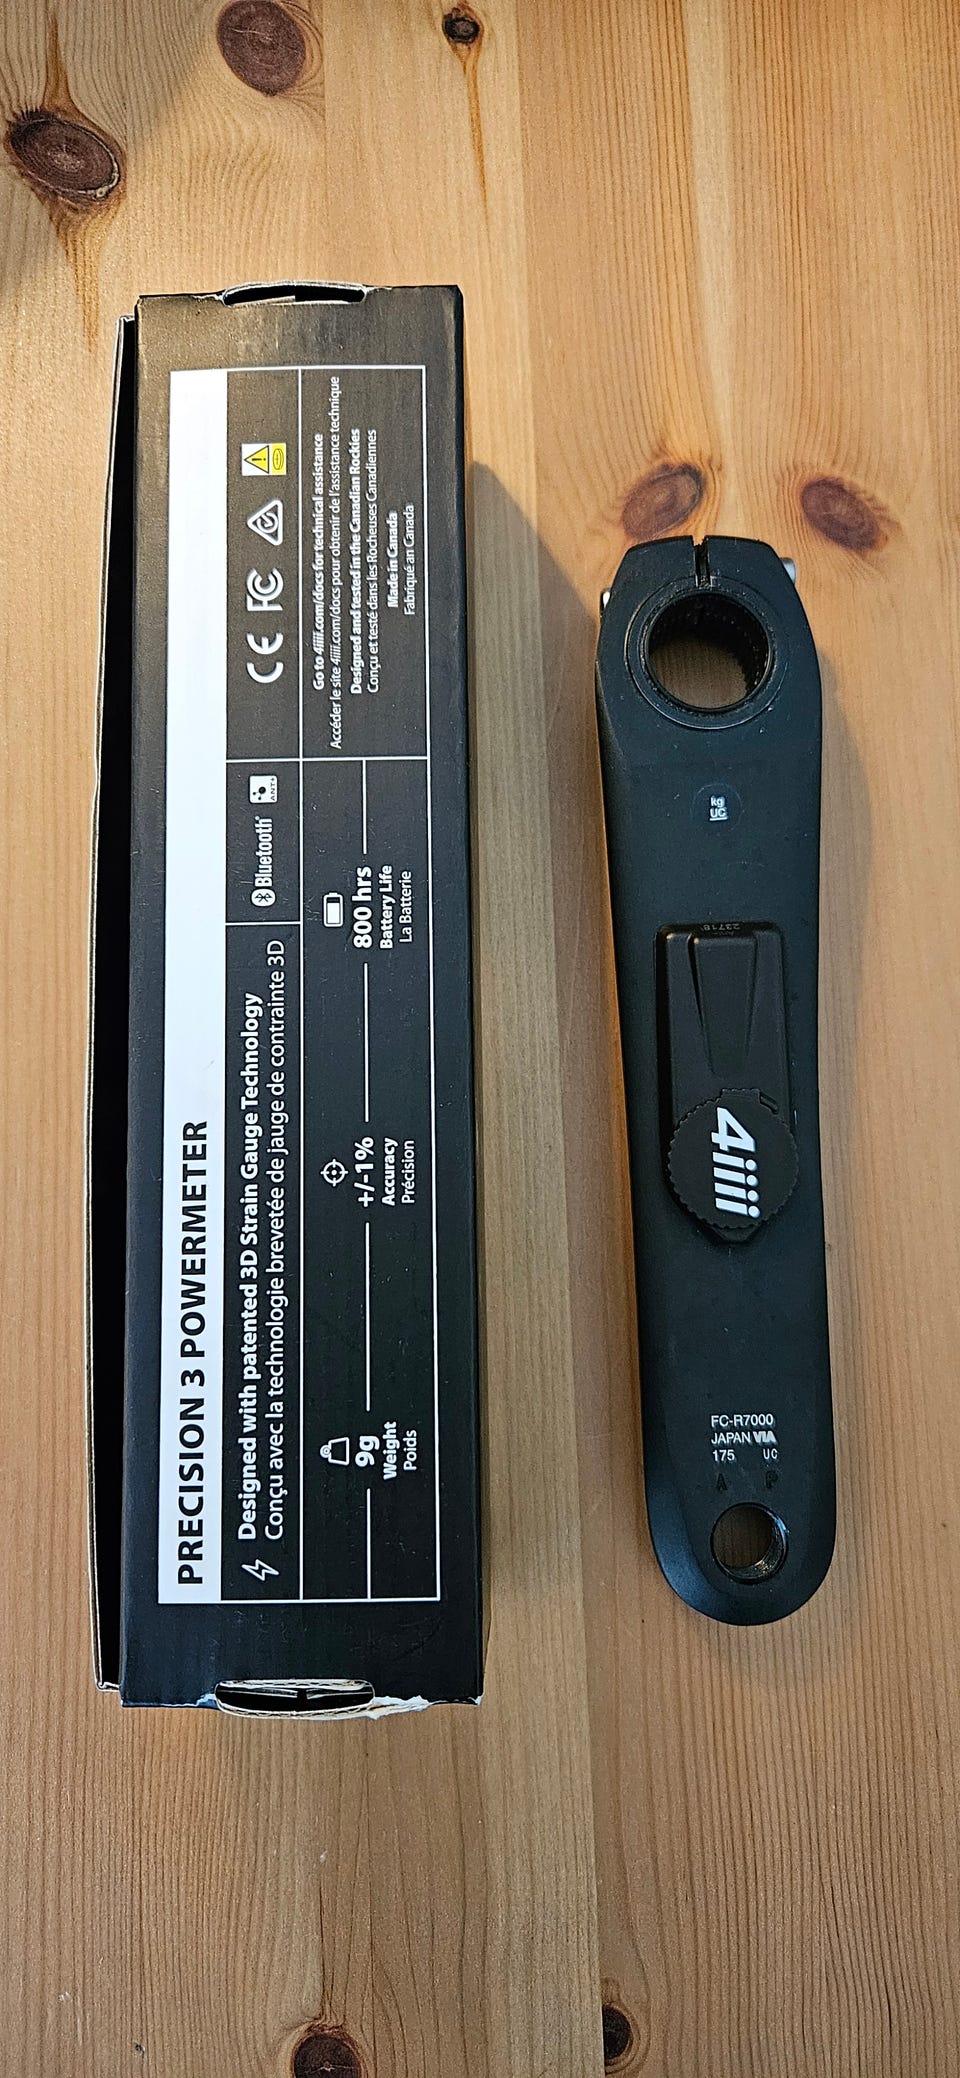 PRECISION 3 POWERMETER
Designed with patented 3D Strain Gauge Technology
Conçu avec la technologie brevetée de jauge de contrainte 3D
Bluetooth®
ANT+
CE FC
9g
Weight
Poids
+/-1%
Accuracy
Précision
800 hrs
Battery Life
La Batterie
Go to 4iiii.com/docs for technical assistance
Accéder le site 4iiii.com/docs pour obtenir de l'assistance technique
Designed and tested in the Canadian Rockies
Conçu et testé dans les Rocheuses Canadiennes
Made in Canada
Fabriqué an Canada
kg
UC
4iiii
FC-R7000
JAPAN VIA
175 UC
A P